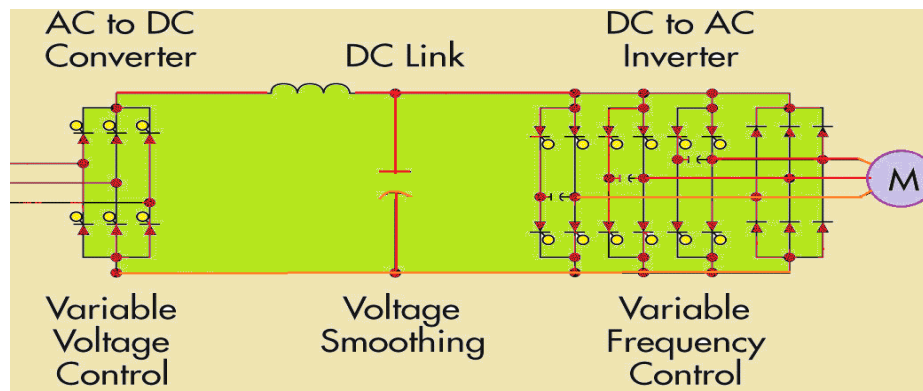 AC to DC
Converter
DC Link
DC to AC
Inverter
M
Variable
Voltage
Control
Voltage
Smoothing
Variable
Frequency
Control